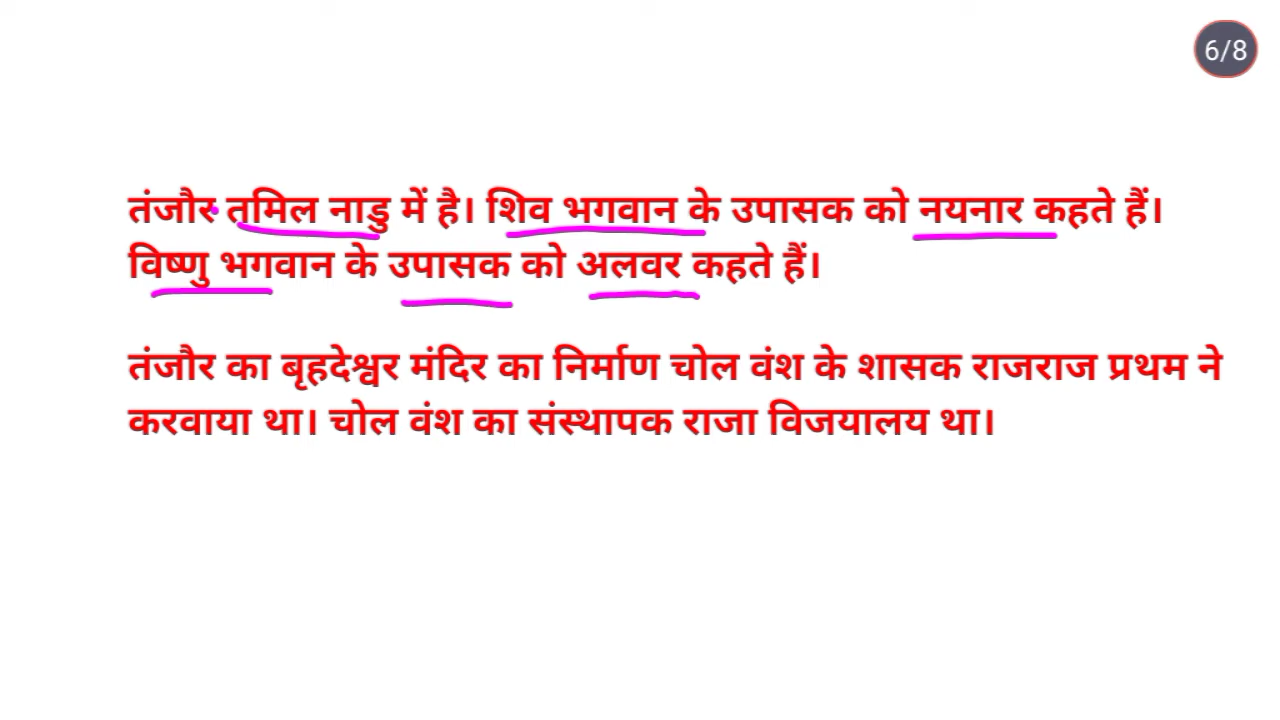 6/8
तंजौर तमिल नाडु में है। शिव भगवान के उपासक को नयनार कहते हैं।
विष्णु भगवान के उपासक को अलवर कहते हैं।
तंजौर का बृहदेश्वर मंदिर का निर्माण चोल वंश के शासक राजराज प्रथम ने
करवाया था। चोल वंश का संस्थापक राजा विजयालय था।